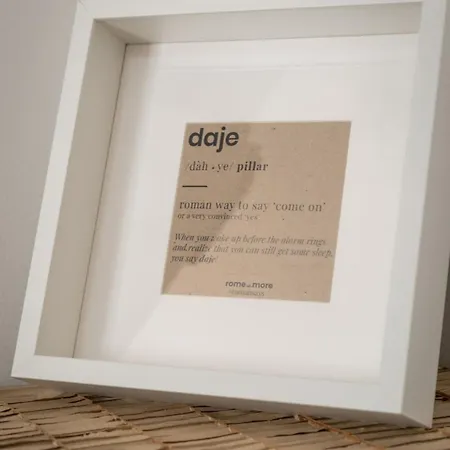 daje
/dàh - ye/ pillar
roman way to say 'come on'
or a very convinced 'yes'
When you wake up before the alarm rings
and realize that you can still get some sleep,
you say daje!
rome is more